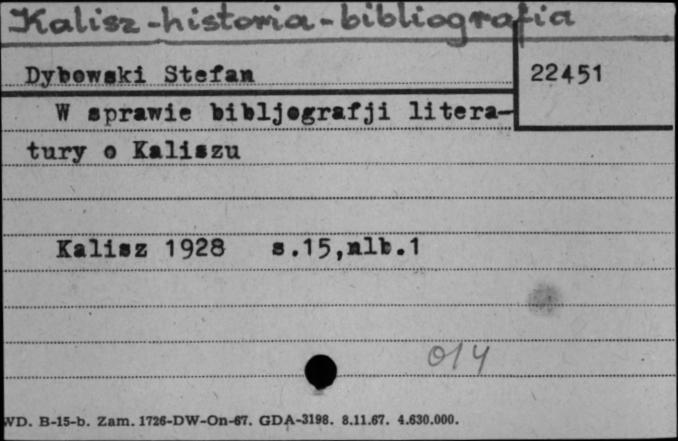 Kalisz-historia-bibliografia
Dybowski Stefan
22451
W sprawie bibljografji litera-
tury o Kaliszu
Kalisz 1928 s.15,nlb.1
014
WD. B-15-b. Zam. 1726-DW-On-67. GDA-3198. 8.11.67. 4.630.000.